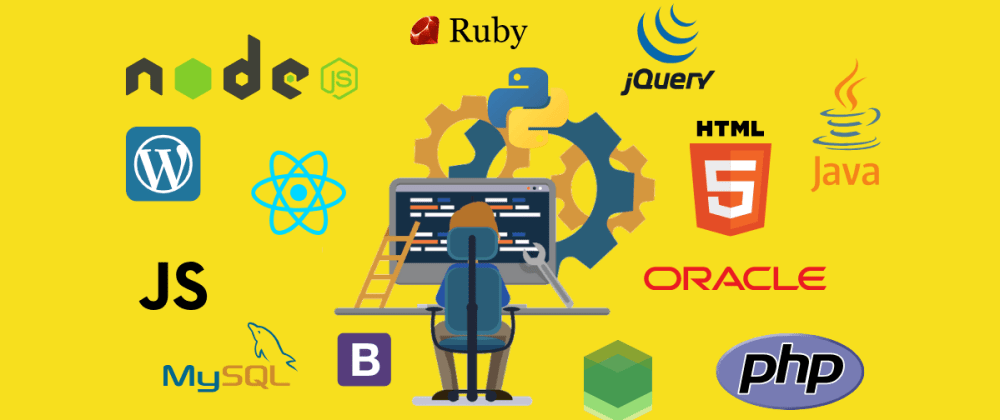 Ruby
node
JS
jQuery
HTML
5
Java
W
JS
ORACLE
MySQL
B
php